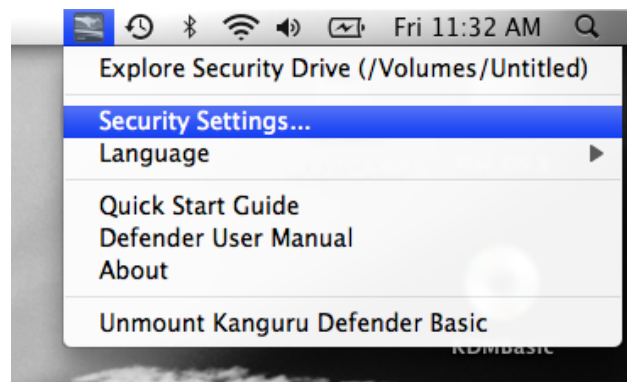 Fri 11:32 AM
Explore Security Drive (/Volumes/Untitled)
Security Settings...
Language
Quick Start Guide
Defender User Manual
About
Unmount Kanguru Defender Basic
KDMBasic